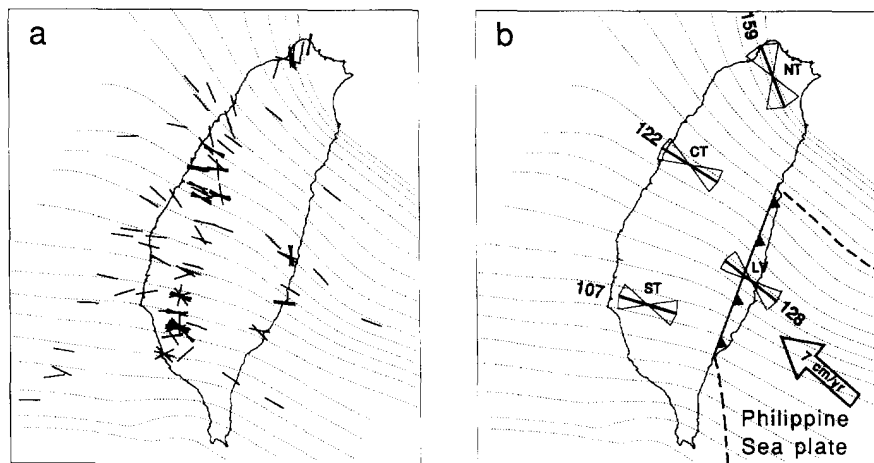 a
b
159
NT
122
CT
LV
107
ST
128
7 cm/yr
Philippine
Sea plate